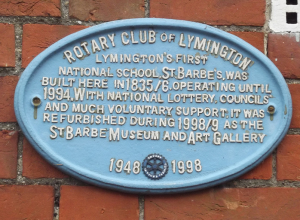 ROTARY CLUB OF LYMINGTON
LYMINGTON'S FIRST
NATIONAL SCHOOL, ST BARBE'S, WAS
BUILT HERE IN 1835/6, OPERATING UNTIL
1994. WITH NATIONAL LOTTERY, COUNCILS'
AND MUCH VOLUNTARY SUPPORT, IT WAS
REFURBISHED DURING 1998/9 AS THE
ST BARBE MUSEUM AND ART GALLERY
1948 1998